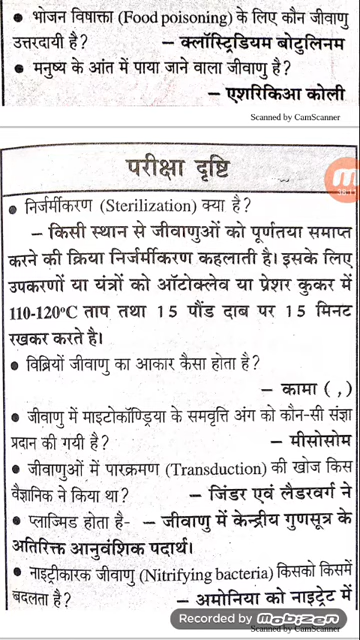 • भोजन विषाक्ता (Food poisoning) के लिए कौन जीवाणु
उत्तरदायी है? – क्लॉस्ट्रिडियम बोटुलिनम
• मनुष्य के आंत में पाया जाने वाला जीवाणु है?
– एशरिकिआ कोली
Scanned by CamScanner
परीक्षा दृष्टि
• निर्जर्मीकरण (Sterilization) क्या है?
– किसी स्थान से जीवाणुओं को पूर्णतया समाप्त
करने की क्रिया निर्जर्मीकरण कहलाती है। इसके लिए
उपकरणों या यंत्रों को ऑटोक्लेव या प्रेशर कुकर में
110-120°C ताप तथा 15 पौंड दाब पर 15 मिनट
रखकर करते है।
• विब्रियों जीवाणु का आकार कैसा होता है?
– कामा ( , )
• जीवाणु में माइटोकॉण्ड्रिया के समवृत्ति अंग को कौन-सी संज्ञा
प्रदान की गयी है? – मीसोसोम
• जीवाणुओं में पारक्रमण (Transduction) की खोज किस
वैज्ञानिक ने किया था? – जिंडर एवं लैडरवर्ग ने
• प्लाज्मिड होता है- – जीवाणु में केन्द्रीय गुणसूत्र के
अतिरिक्त आनुवंशिक पदार्थ।
• नाइट्रीकारक जीवाणु (Nitrifying bacteria) किसको किसमें
बदलता है? – अमोनिया को नाइट्रेट में
RECORDED BY MOBIZEN
Scanned by CamScanner